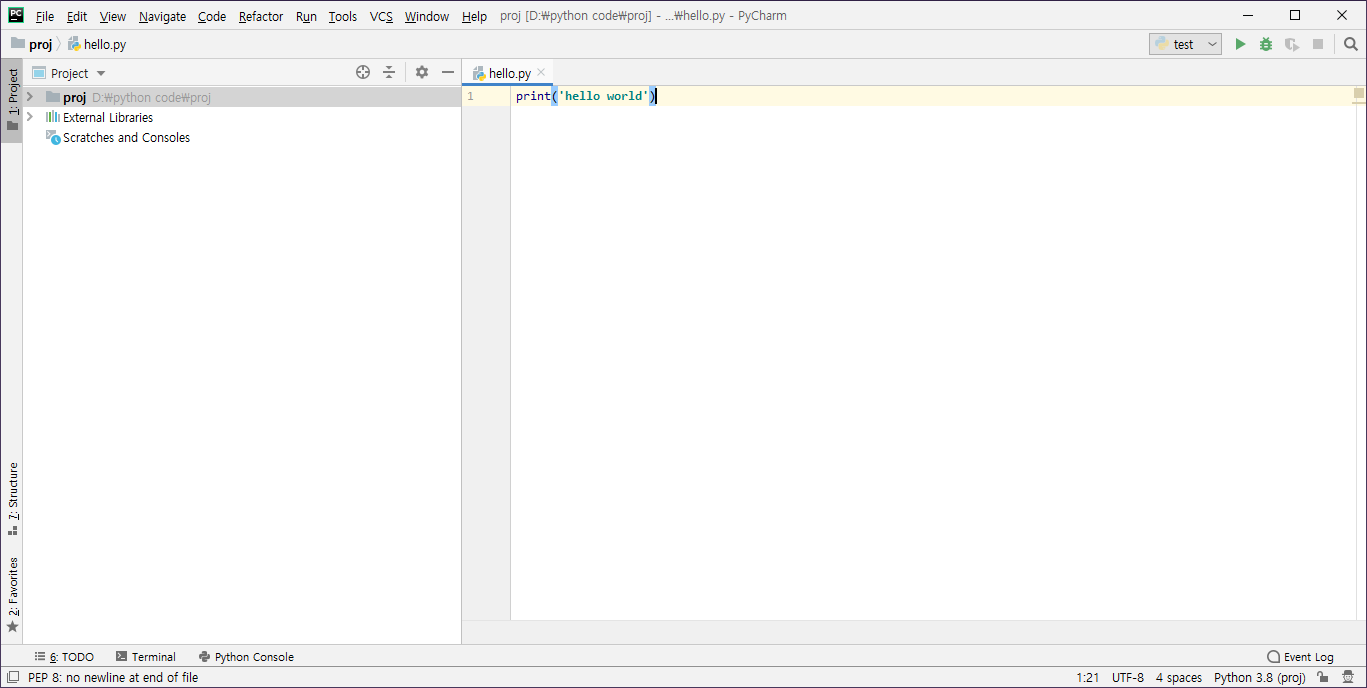 PC File Edit View Navigate Code Refactor Run Tools VCS Window Help proj [D:₩python code₩proj] - ...₩hello.py - PyCharm
proj hello.py test
1: Project
Project hello.py
proj D:₩python code₩proj
1 print('hello world')
External Libraries
Scratches and Consoles
7: Structure
2: Favorites
6: TODO Terminal Python Console Event Log
PEP 8: no newline at end of file 1:21 UTF-8 4 spaces Python 3.8 (proj)